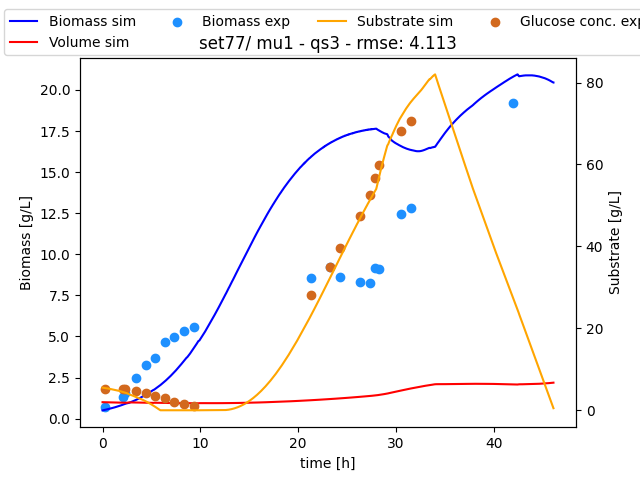 Biomass sim
Volume sim
Biomass exp
Substrate sim
Glucose conc. exp
set77/ mu1 - qs3 - rmse: 4.113
20.0
17.5
15.0
12.5
10.0
7.5
5.0
2.5
0.0
Biomass [g/L]
80
60
40
20
0
Substrate [g/L]
0
10
20
30
40
time [h]